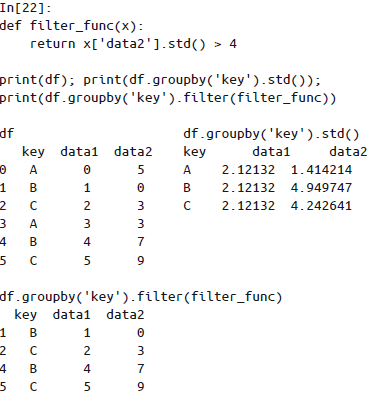 In[22]:
def filter_func(x):
    return x['data2'].std() > 4
print(df); print(df.groupby('key').std());
print(df.groupby('key').filter(filter_func))
df                     df.groupby('key').std()
   key  data1  data2   key      data1     data2
0   A      0      5    A    2.12132  1.414214
1   B      1      0    B    2.12132  4.949747
2   C      2      3    C    2.12132  4.242641
3   A      3      3
4   B      4      7
5   C      5      9
df.groupby('key').filter(filter_func)
  key  data1  data2
1   B      1      0
2   C      2      3
4   B      4      7
5   C      5      9